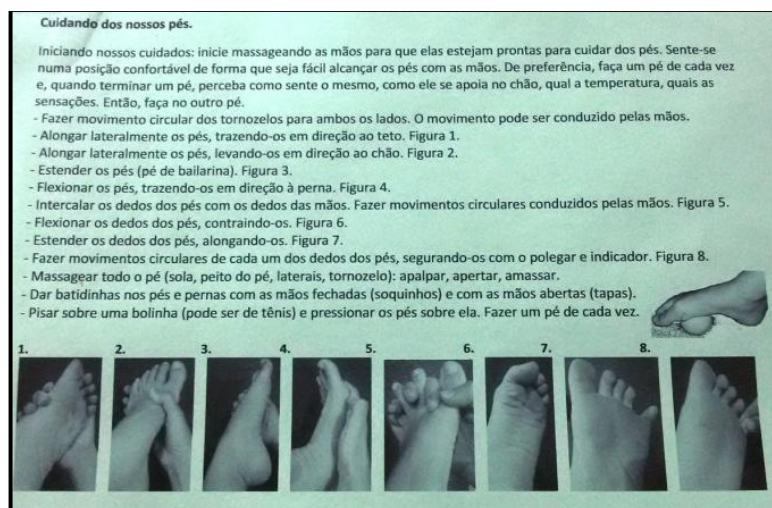 Cuidando dos nossos pés.
Iniciando nossos cuidados: inicie massageando as mãos para que elas estejam prontas para cuidar dos pés. Sente-se
numa posição confortável de forma que seja fácil alcançar os pés com as mãos. De preferência, faça um pé de cada vez
e, quando terminar um pé, perceba como sente o mesmo, como ele se apoia no chão, qual a temperatura, quais as
sensações. Então, faça no outro pé.
- Fazer movimento circular dos tornozelos para ambos os lados. O movimento pode ser conduzido pelas mãos.
- Alongar lateralmente os pés, trazendo-os em direção ao teto. Figura 1.
- Alongar lateralmente os pés, levando-os em direção ao chão. Figura 2.
- Estender os pés (pé de bailarina). Figura 3.
- Flexionar os pés, trazendo-os em direção à perna. Figura 4.
- Intercalar os dedos dos pés com os dedos das mãos. Fazer movimentos circulares conduzidos pelas mãos. Figura 5.
- Flexionar os dedos dos pés, contraindo-os. Figura 6.
- Estender os dedos dos pés, alongando-os. Figura 7.
- Fazer movimentos circulares de cada um dos dedos dos pés, segurando-os com o polegar e indicador. Figura 8.
- Massagear todo o pé (sola, peito do pé, laterais, tornozelo): apalpar, apertar, amassar.
- Dar batidinhas nos pés e pernas com as mãos fechadas (soquinhos) e com as mãos abertas (tapas).
- Pisar sobre uma bolinha (pode ser de tênis) e pressionar os pés sobre ela. Fazer um pé de cada vez.
1. 2. 3. 4. 5. 6. 7. 8.